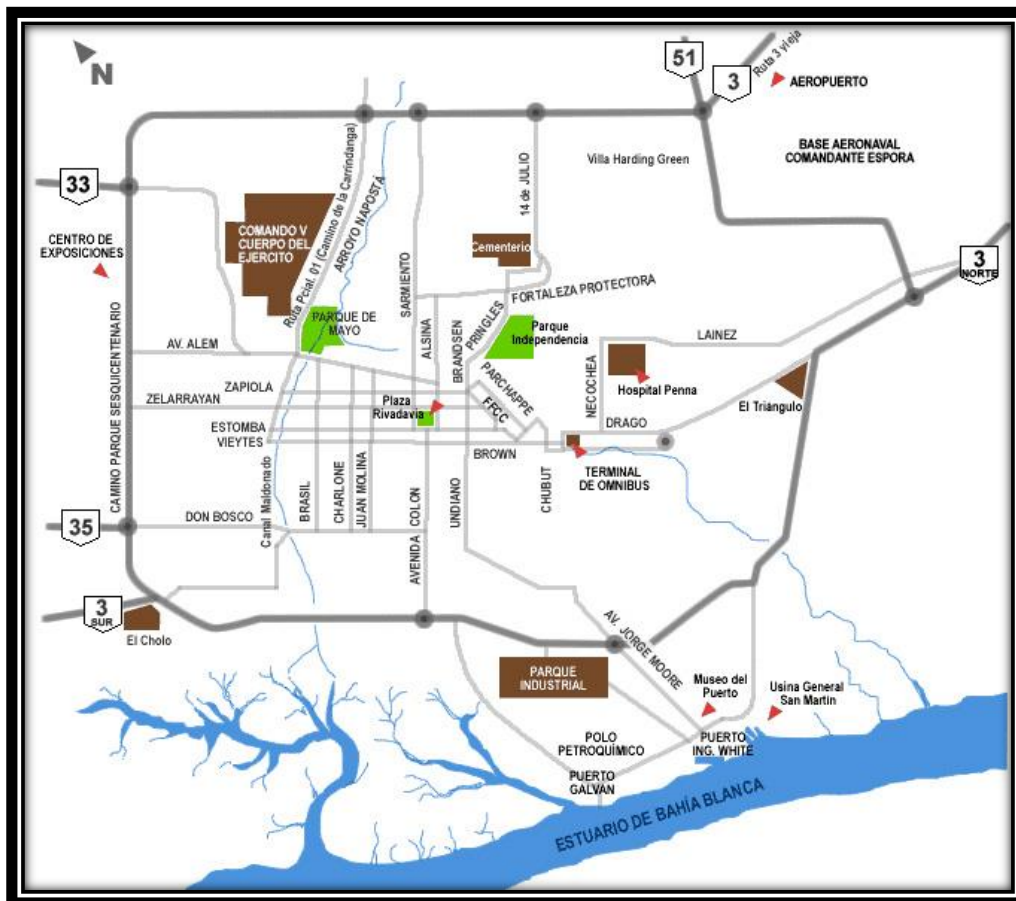 N
51
3
Ruta 3 vieja
AEROPUERTO
BASE AERONAVAL
COMANDANTE ESPORA
Villa Harding Green
33
CENTRO DE
EXPOSICIONES
COMANDO V
CUERPO DEL
EJERCITO
Ruta Pcial. 01 (Camino de la Carrindanga)
ARROYO NAPOSTÁ
SARMIENTO
14 de JULIO
Cementerio
FORTALEZA PROTECTORA
3
NORTE
CAMINO PARQUE SESQUICENTENARIO
PARQUE DE
MAYO
ALSINA
BRANDSEN
PRINGLES
Parque
Independencia
LAINEZ
AV. ALEM
ZAPIOLA
ZELARRAYAN
ESTOMBA
VIEYTES
Plaza
Rivadavia
PARCHAPPE
FFCC
NECOCHEA
Hospital Penna
El Triángulo
DRAGO
BROWN
TERMINAL
DE OMNIBUS
35
DON BOSCO
Canal Maldonado
BRASIL
CHARLONE
JUAN MOLINA
AVENIDA COLON
UNDIANO
CHUBUT
3
SUR
El Cholo
AV. JORGE MOORE
PARQUE
INDUSTRIAL
Museo del
Puerto
Usina General
San Martin
POLO
PETROQUÍMICO
PUERTO
ING. WHITE
PUERTO
GALVÁN
ESTUARIO DE BAHÍA BLANCA